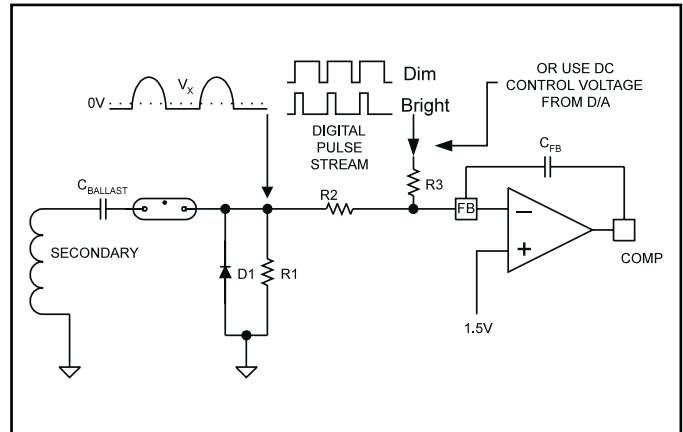 Dim
OR USE DC
CONTROL VOLTAGE
FROM D/A
VX
0V
Bright
DIGITAL
PULSE
STREAM
CFB
CBALLAST
R3
R2
FB
SECONDARY
D1
R1
COMP
1.5V